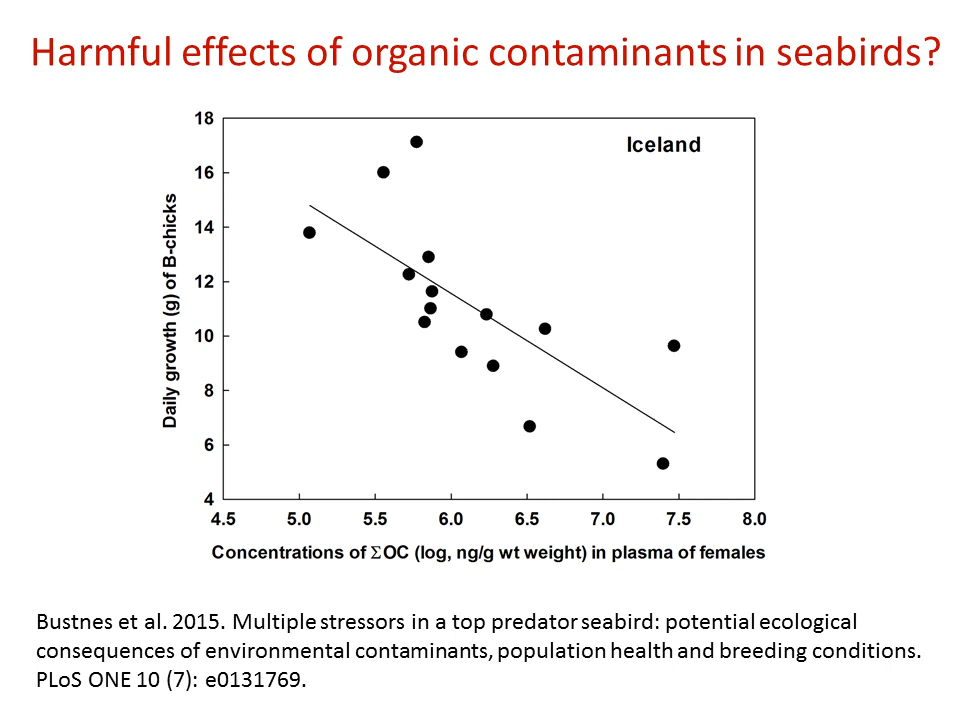 Harmful effects of organic contaminants in seabirds?
18
Iceland
16
14
12
10
8
6
4
Daily growth (g) of B-chicks
4.5 5.0 5.5 6.0 6.5 7.0 7.5 8.0
Concentrations of ΣOC (log, ng/g wt weight) in plasma of females
Bustnes et al. 2015. Multiple stressors in a top predator seabird: potential ecological
consequences of environmental contaminants, population health and breeding conditions.
PLoS ONE 10 (7): e0131769.